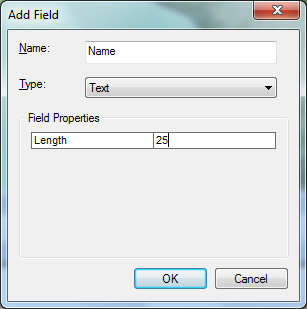 Add Field
Name: Name
Type: Text
Field Properties
Length 25
OK Cancel